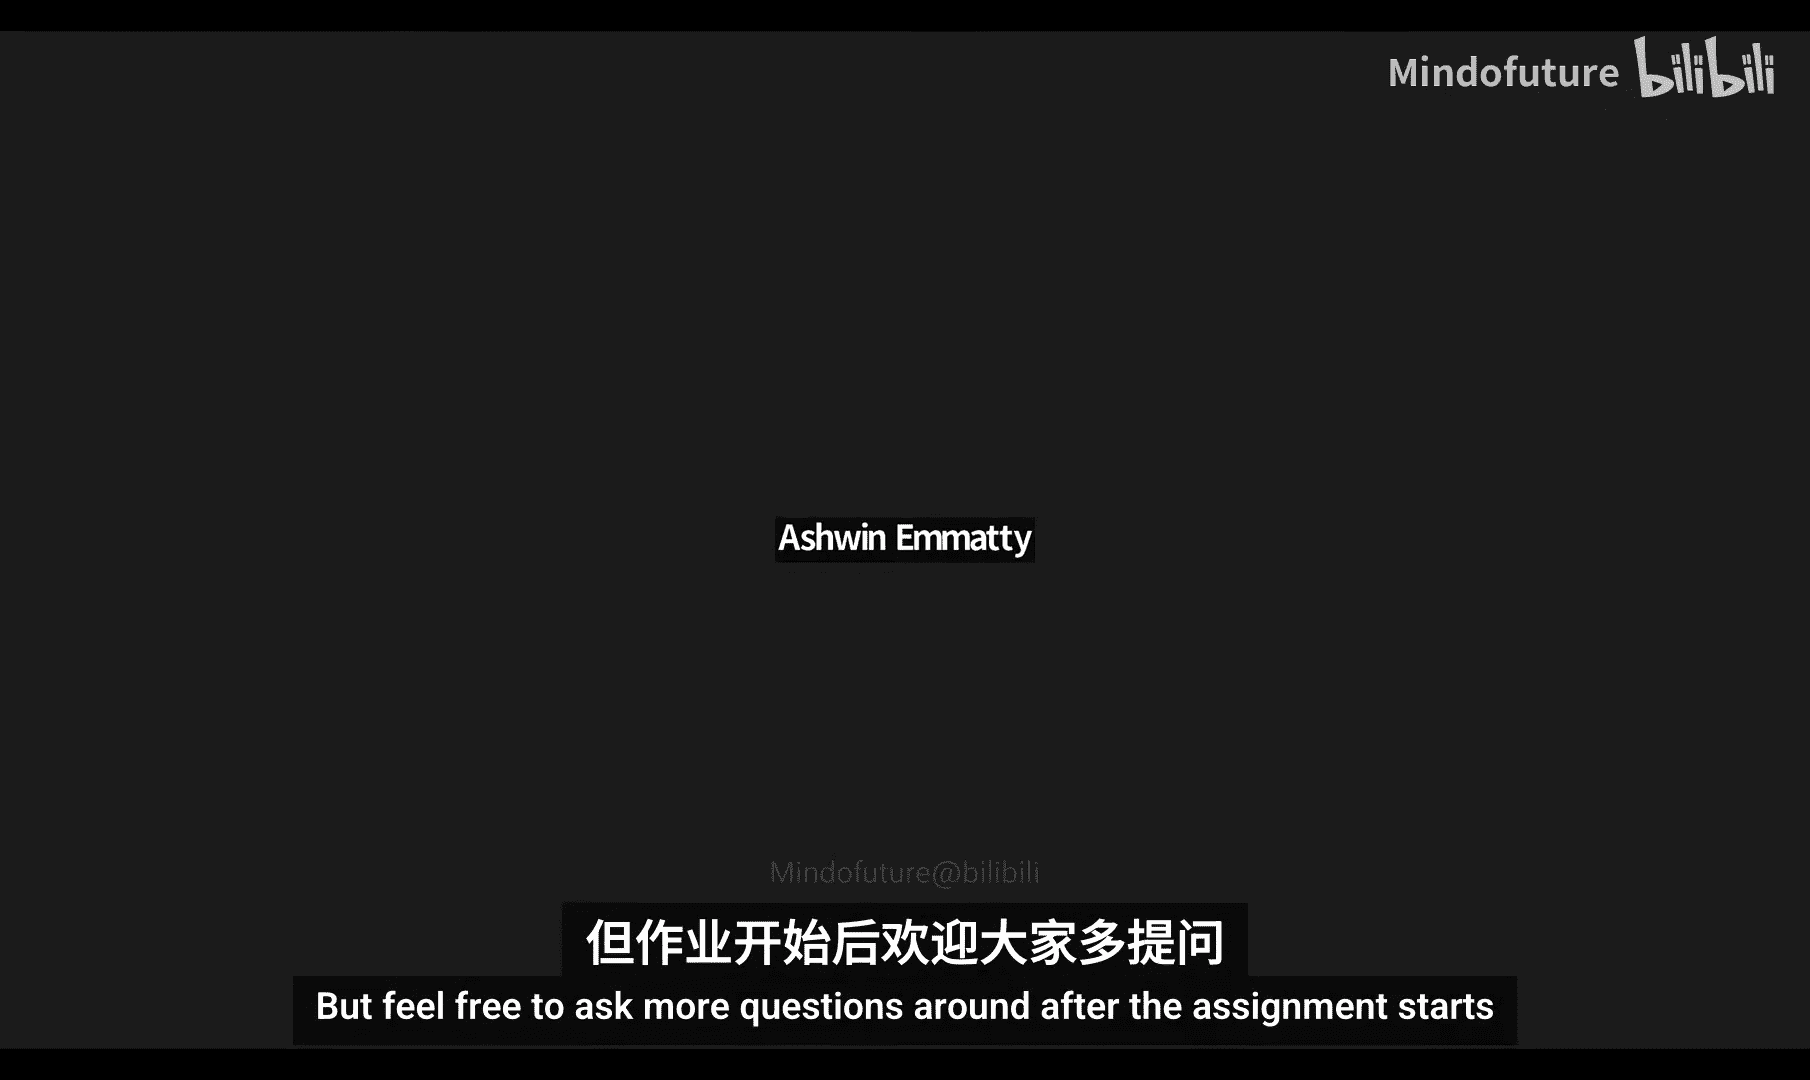 Mindofuture bilibili
Ashwin Emmatty
Mindofuture@bilibili
但作业开始后欢迎大家多提问
But feel free to ask more questions around after the assignment starts